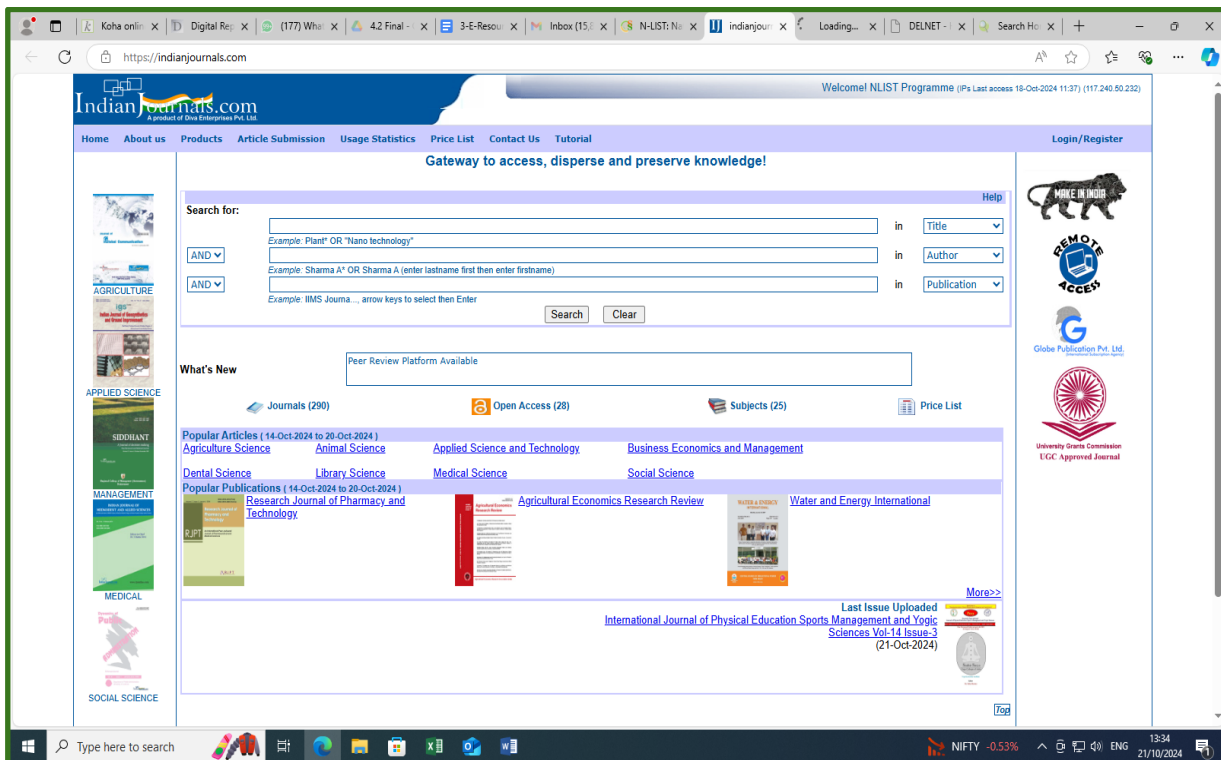 Koha onlin
Digital Rep
(177) What
4.2 Final -
3-E-Resou
Inbox (15,
N-LIST: Na
indianjourn
Loading...
DELNET -
Search Ho
https://indianjournals.com
IndianJournals.com
A product of Diva Enterprises Pvt. Ltd.
Welcome! NLIST Programme (IPs Last access 18-Oct-2024 11:37) (117.240.50.232)
Home About us Products Article Submission Usage Statistics Price List Contact Us Tutorial Login/Register
Gateway to access, disperse and preserve knowledge!
Help
Search for:
in Title
Example: Plant* OR "Nano technology"
AND in Author
Example: Sharma A* OR Sharma A (enter lastname first then enter firstname)
AND in Publication
Example: IIMS Journa..., arrow keys to select then Enter
Search Clear
What's New
Peer Review Platform Available
Journals (290) Open Access (28) Subjects (25) Price List
Popular Articles ( 14-Oct-2024 to 20-Oct-2024 )
Agriculture Science Animal Science Applied Science and Technology Business Economics and Management
Dental Science Library Science Medical Science Social Science
Popular Publications ( 14-Oct-2024 to 20-Oct-2024 )
Research Journal of Pharmacy and
Technology
Agricultural Economics Research Review
Water and Energy International
RJPT
WATER & ENERGY
More>>
Last Issue Uploaded
International Journal of Physical Education Sports Management and Yogic
Sciences Vol-14 Issue-3
(21-Oct-2024)
Top
AGRICULTURE
APPLIED SCIENCE
SIDDHANT
MANAGEMENT
MEDICAL
SOCIAL SCIENCE
MAKE IN INDIA
REMOTE
ACCESS
Globe Publication Pvt. Ltd.
University Grants Commission
UGC Approved Journal
Type here to search
NIFTY -0.53%
ENG
13:34
21/10/2024